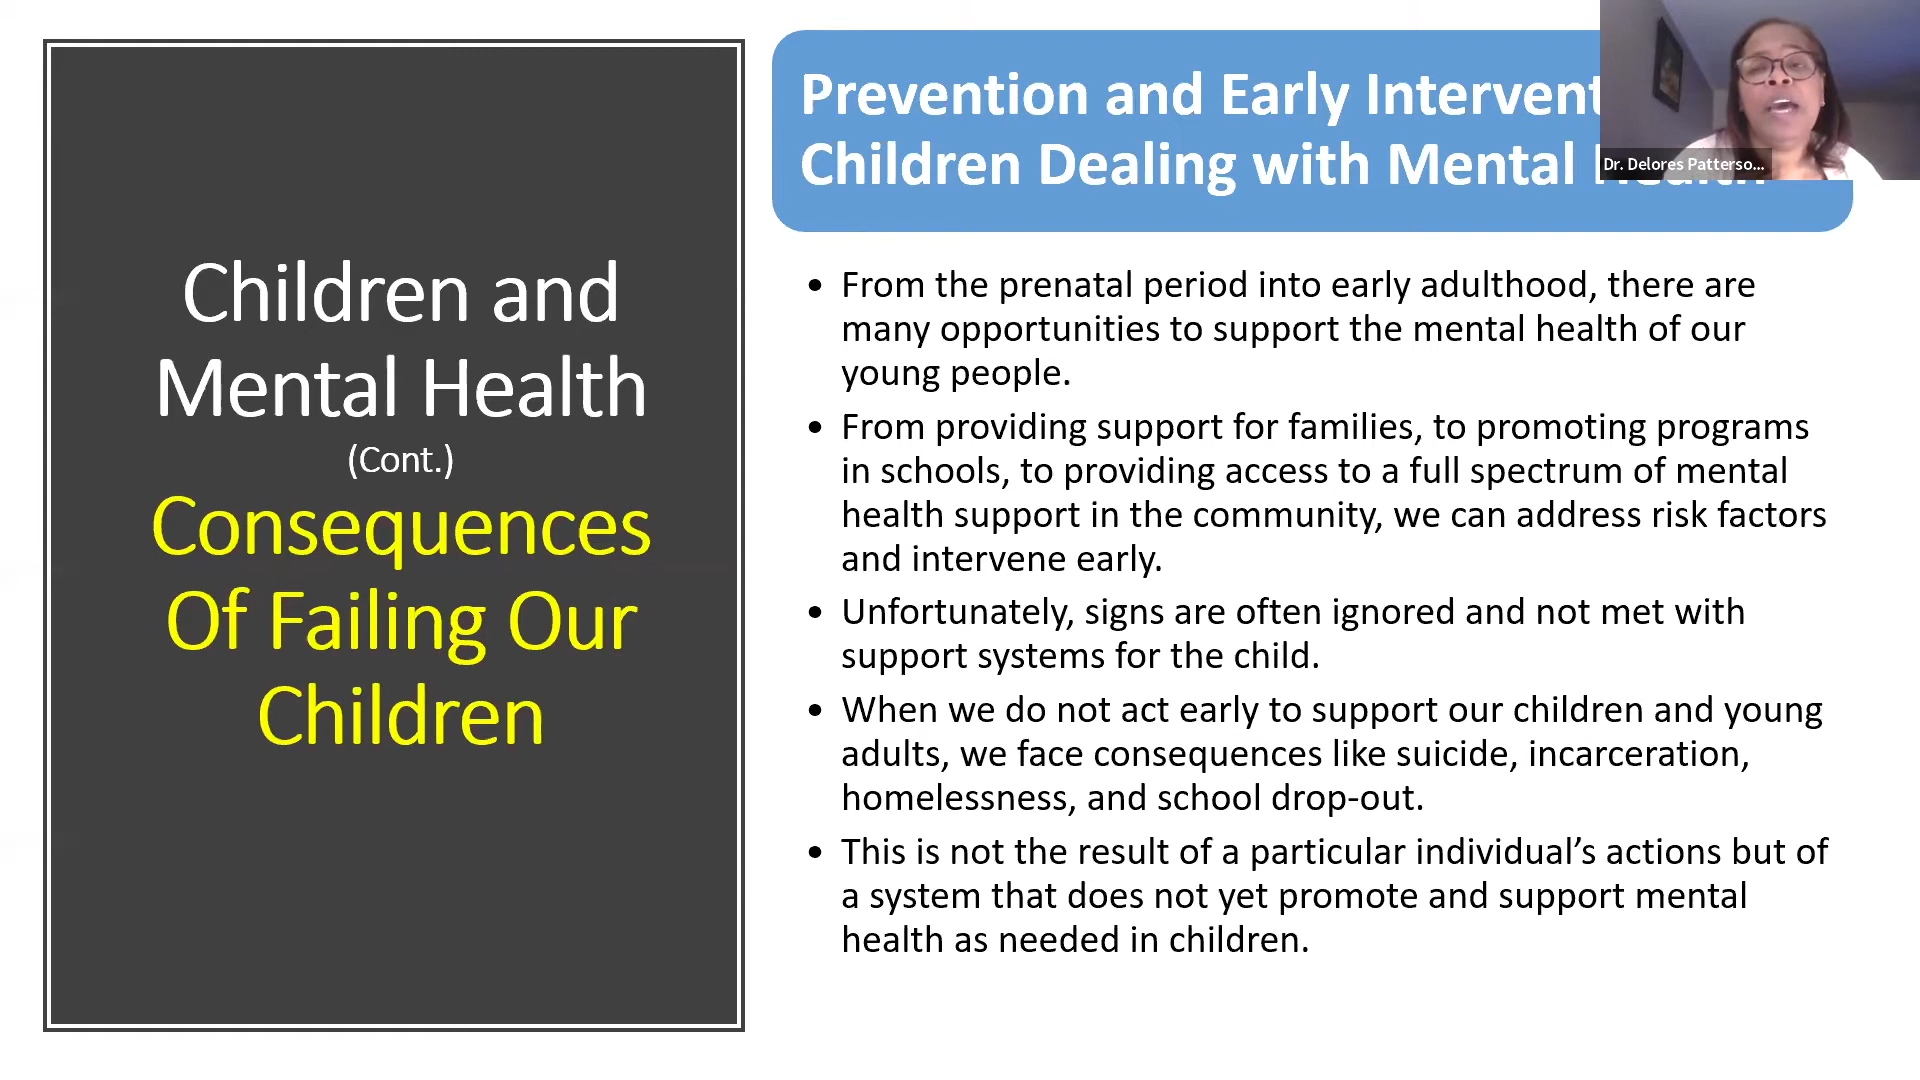 Children and
Mental Health
(Cont.)
Consequences
Of Failing Our
Children
Prevention and Early
Children Dealing with Mental
Dr. Delores Patterso...
• From the prenatal period into early adulthood, there are
many opportunities to support the mental health of our
young people.
• From providing support for families, to promoting programs
in schools, to providing access to a full spectrum of mental
health support in the community, we can address risk factors
and intervene early.
• Unfortunately, signs are often ignored and not met with
support systems for the child.
• When we do not act early to support our children and young
adults, we face consequences like suicide, incarceration,
homelessness, and school drop-out.
• This is not the result of a particular individual’s actions but of
a system that does not yet promote and support mental
health as needed in children.